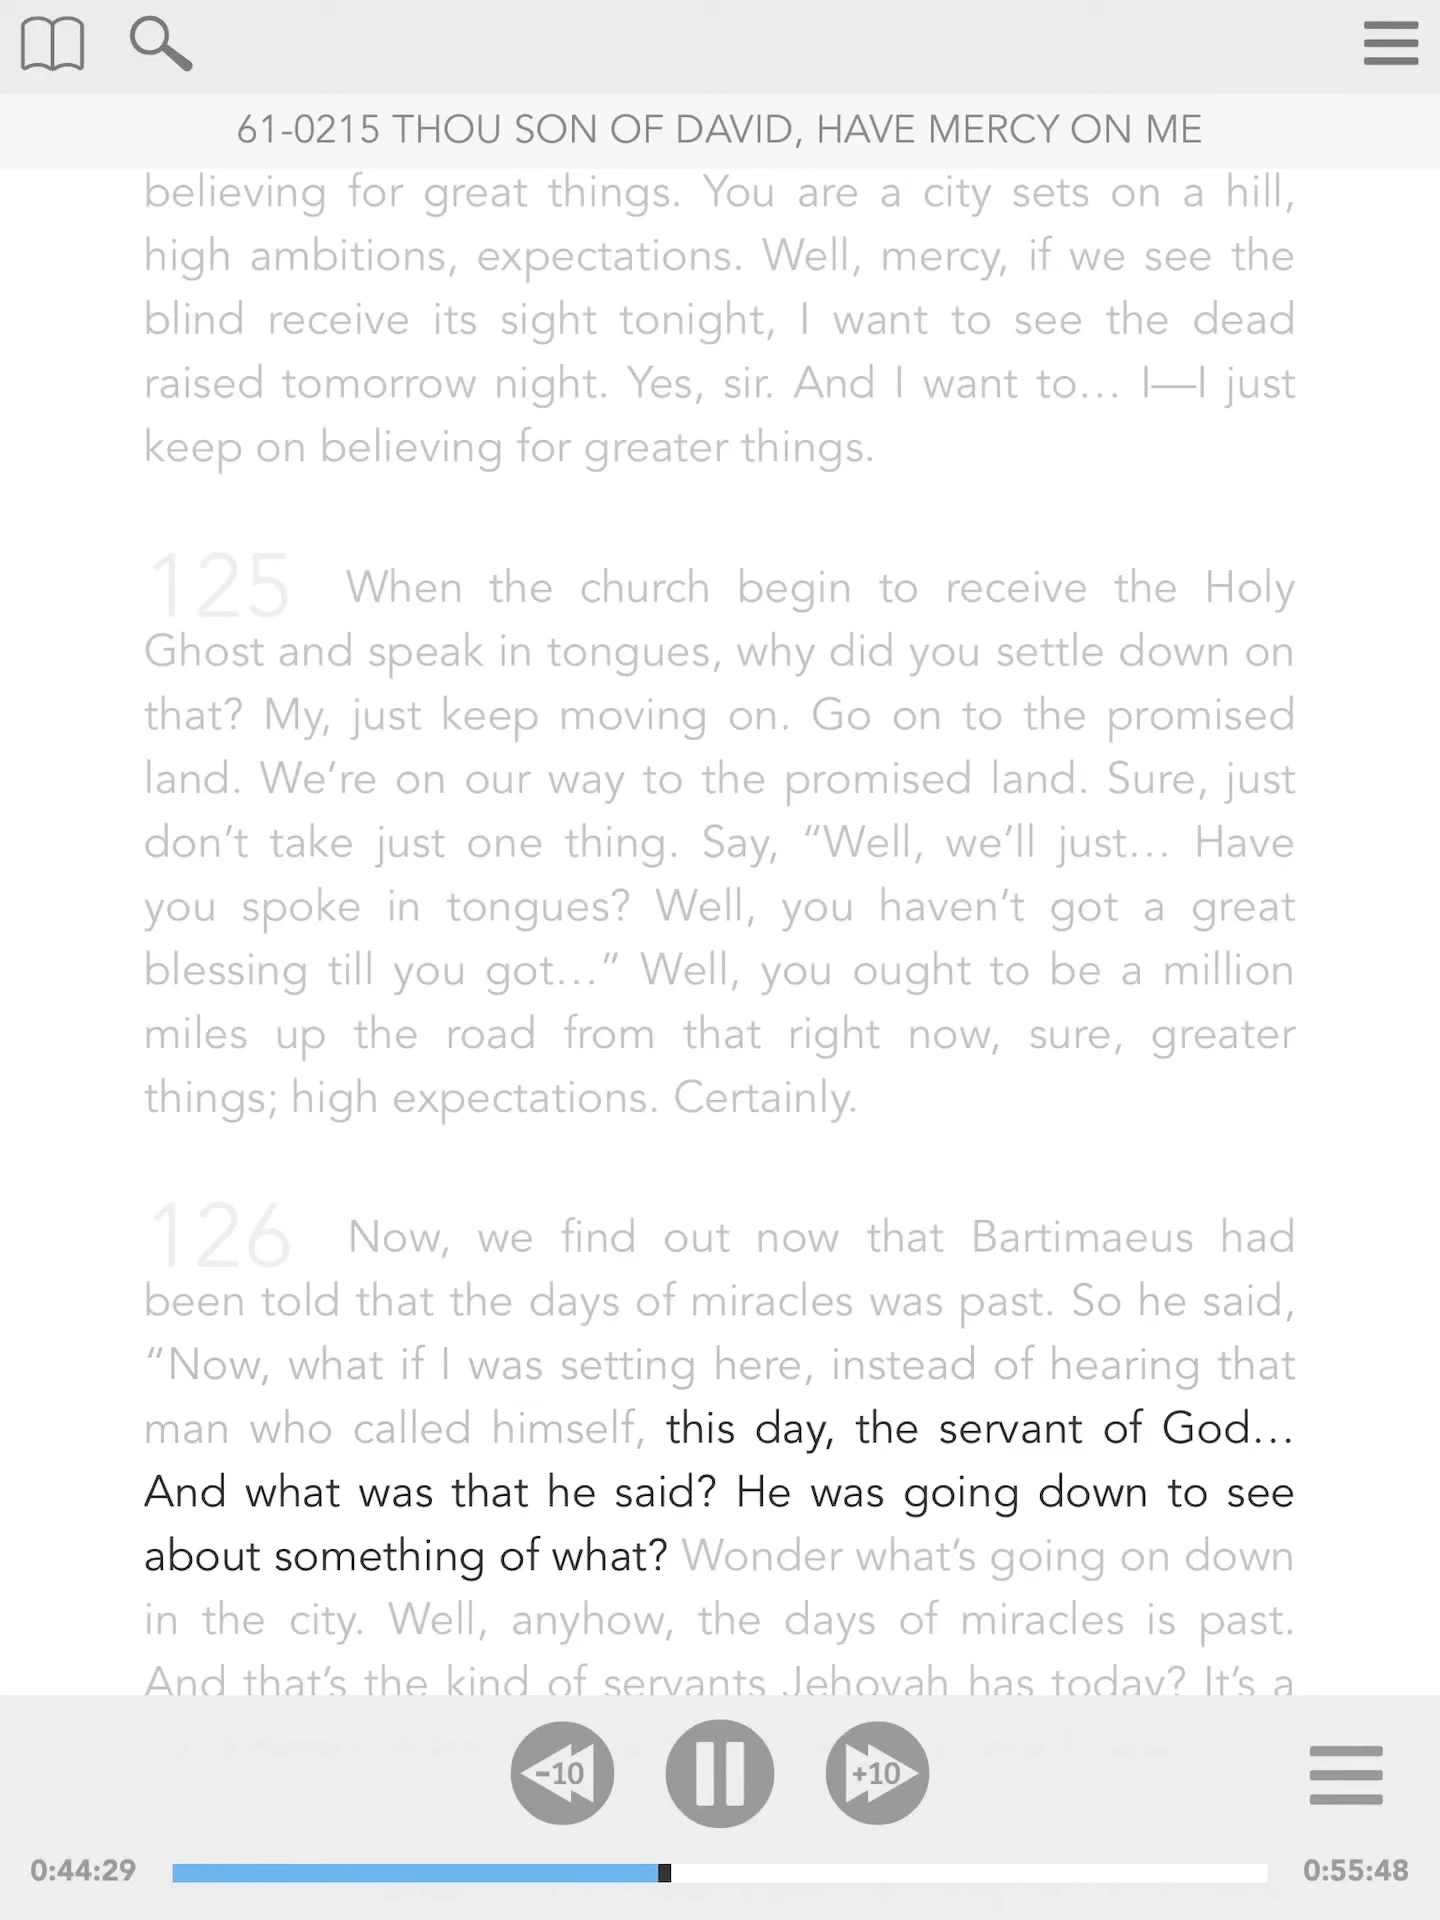 61-0215 THOU SON OF DAVID, HAVE MERCY ON ME
believing for great things. You are a city sets on a hill,
high ambitions, expectations. Well, mercy, if we see the
blind receive its sight tonight, I want to see the dead
raised tomorrow night. Yes, sir. And I want to… I—I just
keep on believing for greater things.
125 When the church begin to receive the Holy
Ghost and speak in tongues, why did you settle down on
that? My, just keep moving on. Go on to the promised
land. We’re on our way to the promised land. Sure, just
don’t take just one thing. Say, “Well, we’ll just… Have
you spoke in tongues? Well, you haven’t got a great
blessing till you got…” Well, you ought to be a million
miles up the road from that right now, sure, greater
things; high expectations. Certainly.
126 Now, we find out now that Bartimaeus had
been told that the days of miracles was past. So he said,
“Now, what if I was setting here, instead of hearing that
man who called himself, this day, the servant of God…
And what was that he said? He was going down to see
about something of what? Wonder what’s going on down
in the city. Well, anyhow, the days of miracles is past.
And that’s the kind of servants Jehovah has today? It’s a
-10
+10
0:44:29
0:55:48